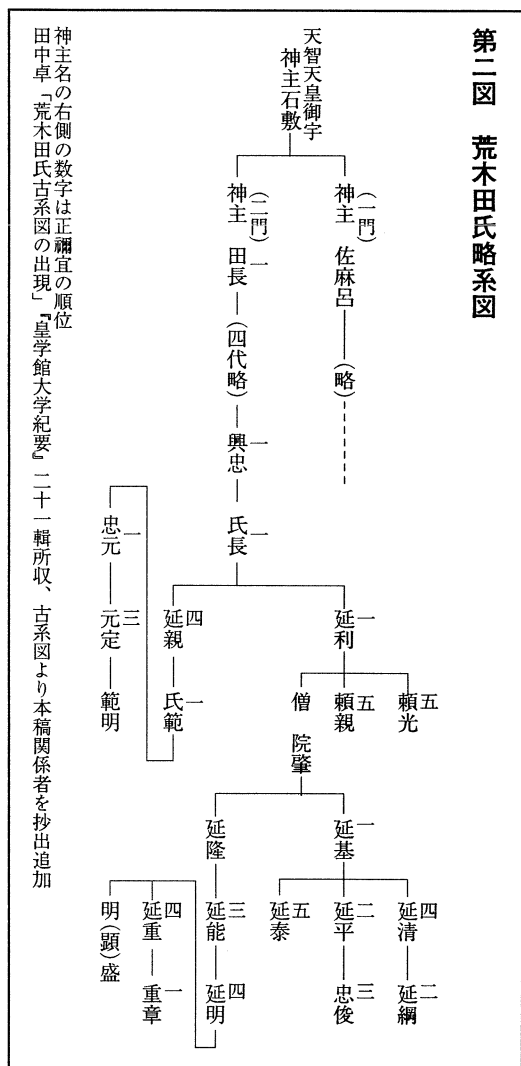 第二図　荒木田氏略系図
天智天皇御宇
神主石敷
(一門)
神主　佐麻呂
(略)
(二門)
神主　田長 一
(四代略)
興忠 一
氏長 一
延利 一
頼光 五
頼親 五
僧　院肇
延基 一
延清 四
延綱 二
延平 二
忠俊 三
延泰 五
延隆
延能 三
延明 四
延重 四
重章 一
明(顕)盛
延親 四
氏範 一
忠元 一
元定 三
範明
神主名の右側の数字は正禰宜の順位
田中卓「荒木田氏古系図の出現」『皇学館大学紀要』二十一輯所収、古系図より本稿関係者を抄出追加